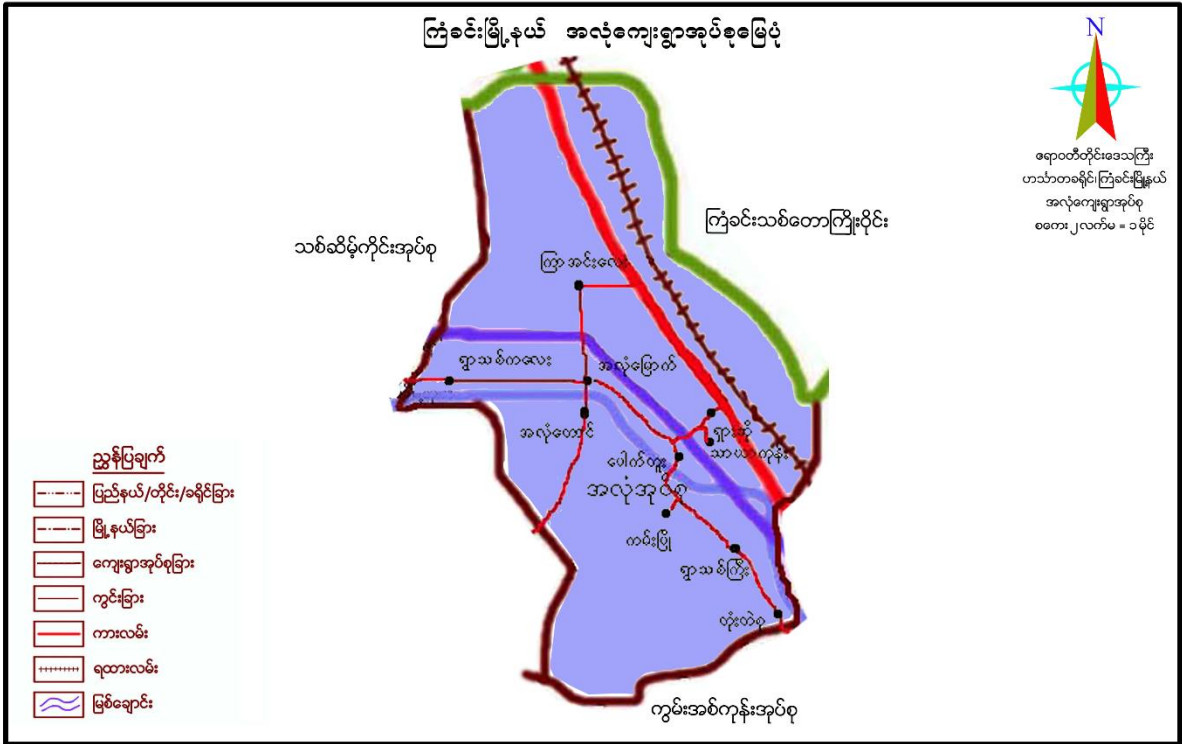 ကြံခင်းမြို့နယ် အလုံကျေးရွာအုပ်စုမြေပုံ
N
ဧရာဝတီတိုင်းဒေသကြီး
ဟင်္သာတခရိုင်၊ကြံခင်းမြို့နယ်
အလုံကျေးရွာအုပ်စု
စကေး၂လက်မ = ၁မိုင်
ကြံခင်းသစ်တောကြိုးဝိုင်း
သစ်ဆိမ့်ကိုင်းအုပ်စု
ကြာအင်းလေး
ရွာသစ်ကလေး
အလုံမြောက်
အလုံတောင်
ရှားဘို
သာယာကုန်း
ပေါက်တူး
အလုံအုပ်စု
ကမ်းပြို
ရွာသစ်ကြီး
တုံးတဲစု
ကွမ်းအစ်ကုန်းအုပ်စု
ညွှန်ပြချက်
ပြည်နယ်/တိုင်း/ခရိုင်ခြား
မြို့နယ်ခြား
ကျေးရွာအုပ်စုခြား
ကွင်းခြား
ကားလမ်း
ရထားလမ်း
မြစ်ချောင်း